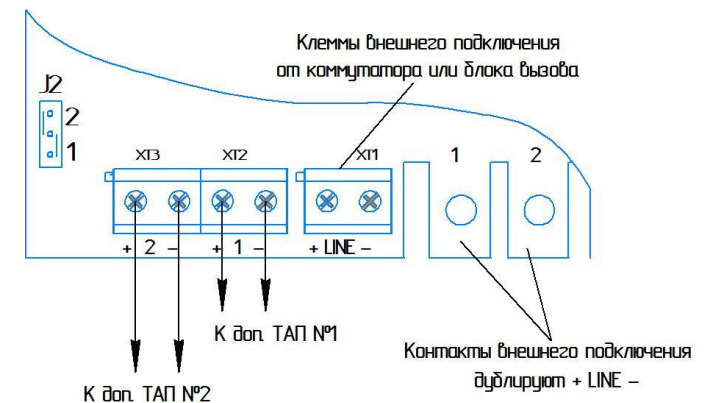 Клеммы внешнего подключения
от коммутатора или блока вызова
J2
2
1
XT3 XT2 XT1 1 2
+ 2 - + 1 - + LINE -
К доп. ТАП №1
Контакты внешнего подключения
дублируют + LINE -
К доп. ТАП №2